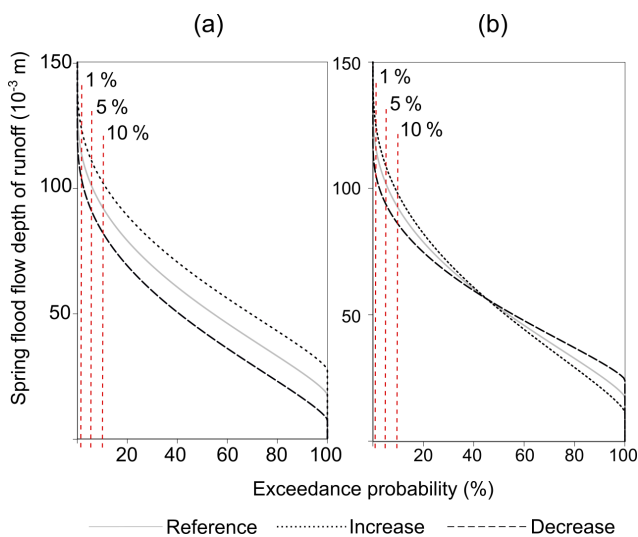 (a)
(b)
Spring flood flow depth of runoff (10⁻³ m)
150
100
50
1 %
5 %
10 %
20 40 60 80 100
150
100
50
1 %
5 %
10 %
20 40 60 80 100
Exceedance probability (%)
Reference Increase Decrease